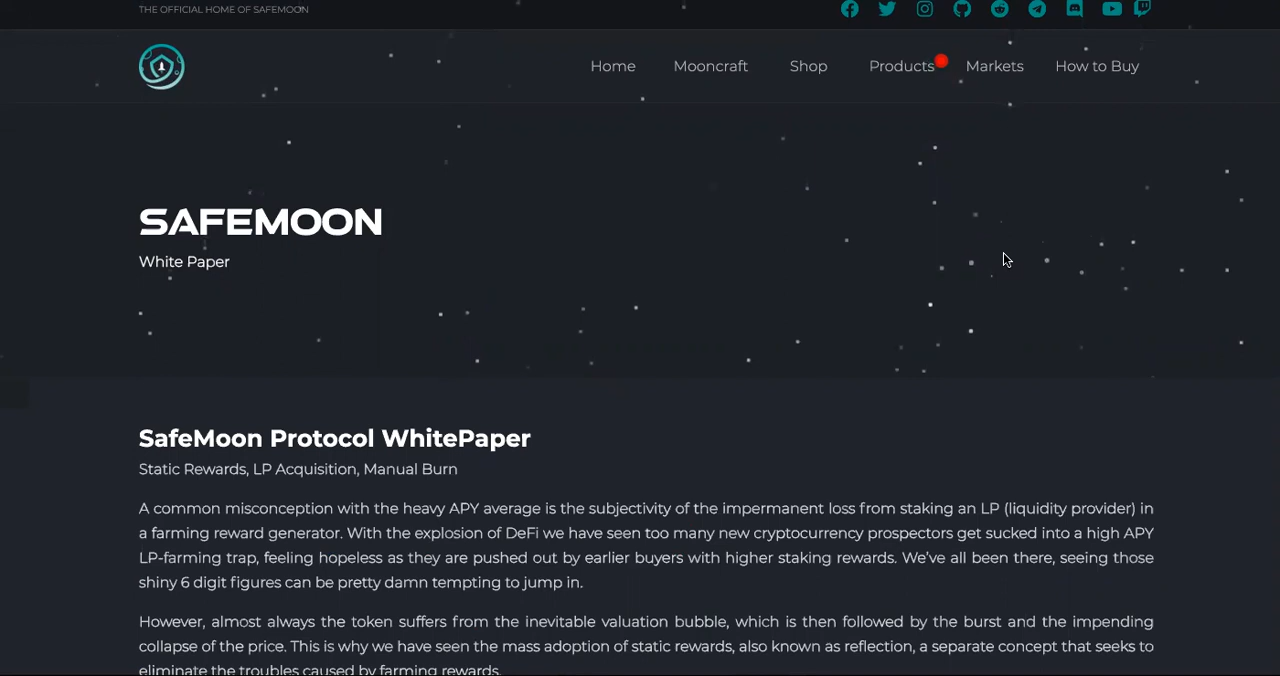 THE OFFICIAL HOME OF SAFEMOON
Home Mooncraft Shop Products Markets How to Buy
SAFEMOON
White Paper
SafeMoon Protocol WhitePaper
Static Rewards, LP Acquisition, Manual Burn
A common misconception with the heavy APY average is the subjectivity of the impermanent loss from staking an LP (liquidity provider) in
a farming reward generator. With the explosion of DeFi we have seen too many new cryptocurrency prospectors get sucked into a high APY
LP-farming trap, feeling hopeless as they are pushed out by earlier buyers with higher staking rewards. We've all been there, seeing those
shiny 6 digit figures can be pretty damn tempting to jump in.
However, almost always the token suffers from the inevitable valuation bubble, which is then followed by the burst and the impending
collapse of the price. This is why we have seen the mass adoption of static rewards, also known as reflection, a separate concept that seeks to
eliminate the troubles caused by farming rewards.